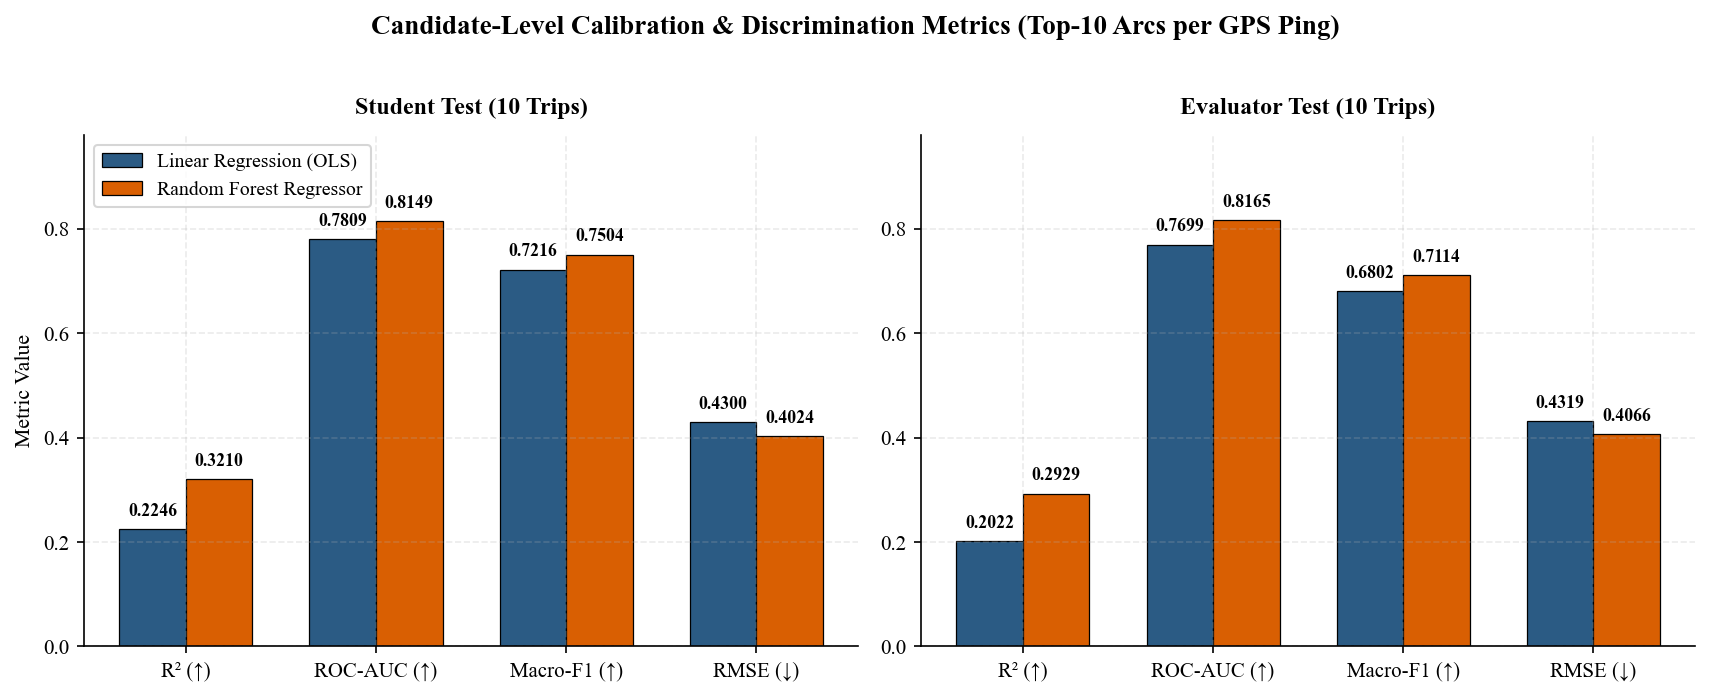 Candidate-Level Calibration & Discrimination Metrics (Top-10 Arcs per GPS Ping)
Student Test (10 Trips)
Linear Regression (OLS)
Random Forest Regressor
Metric Value
0.8
0.6
0.4
0.2
0.0
0.2246
0.3210
0.7809
0.8149
0.7216
0.7504
0.4300
0.4024
R² (↑)
ROC-AUC (↑)
Macro-F1 (↑)
RMSE (↓)
Evaluator Test (10 Trips)
0.8
0.6
0.4
0.2
0.0
0.2022
0.2929
0.7699
0.8165
0.6802
0.7114
0.4319
0.4066
R² (↑)
ROC-AUC (↑)
Macro-F1 (↑)
RMSE (↓)